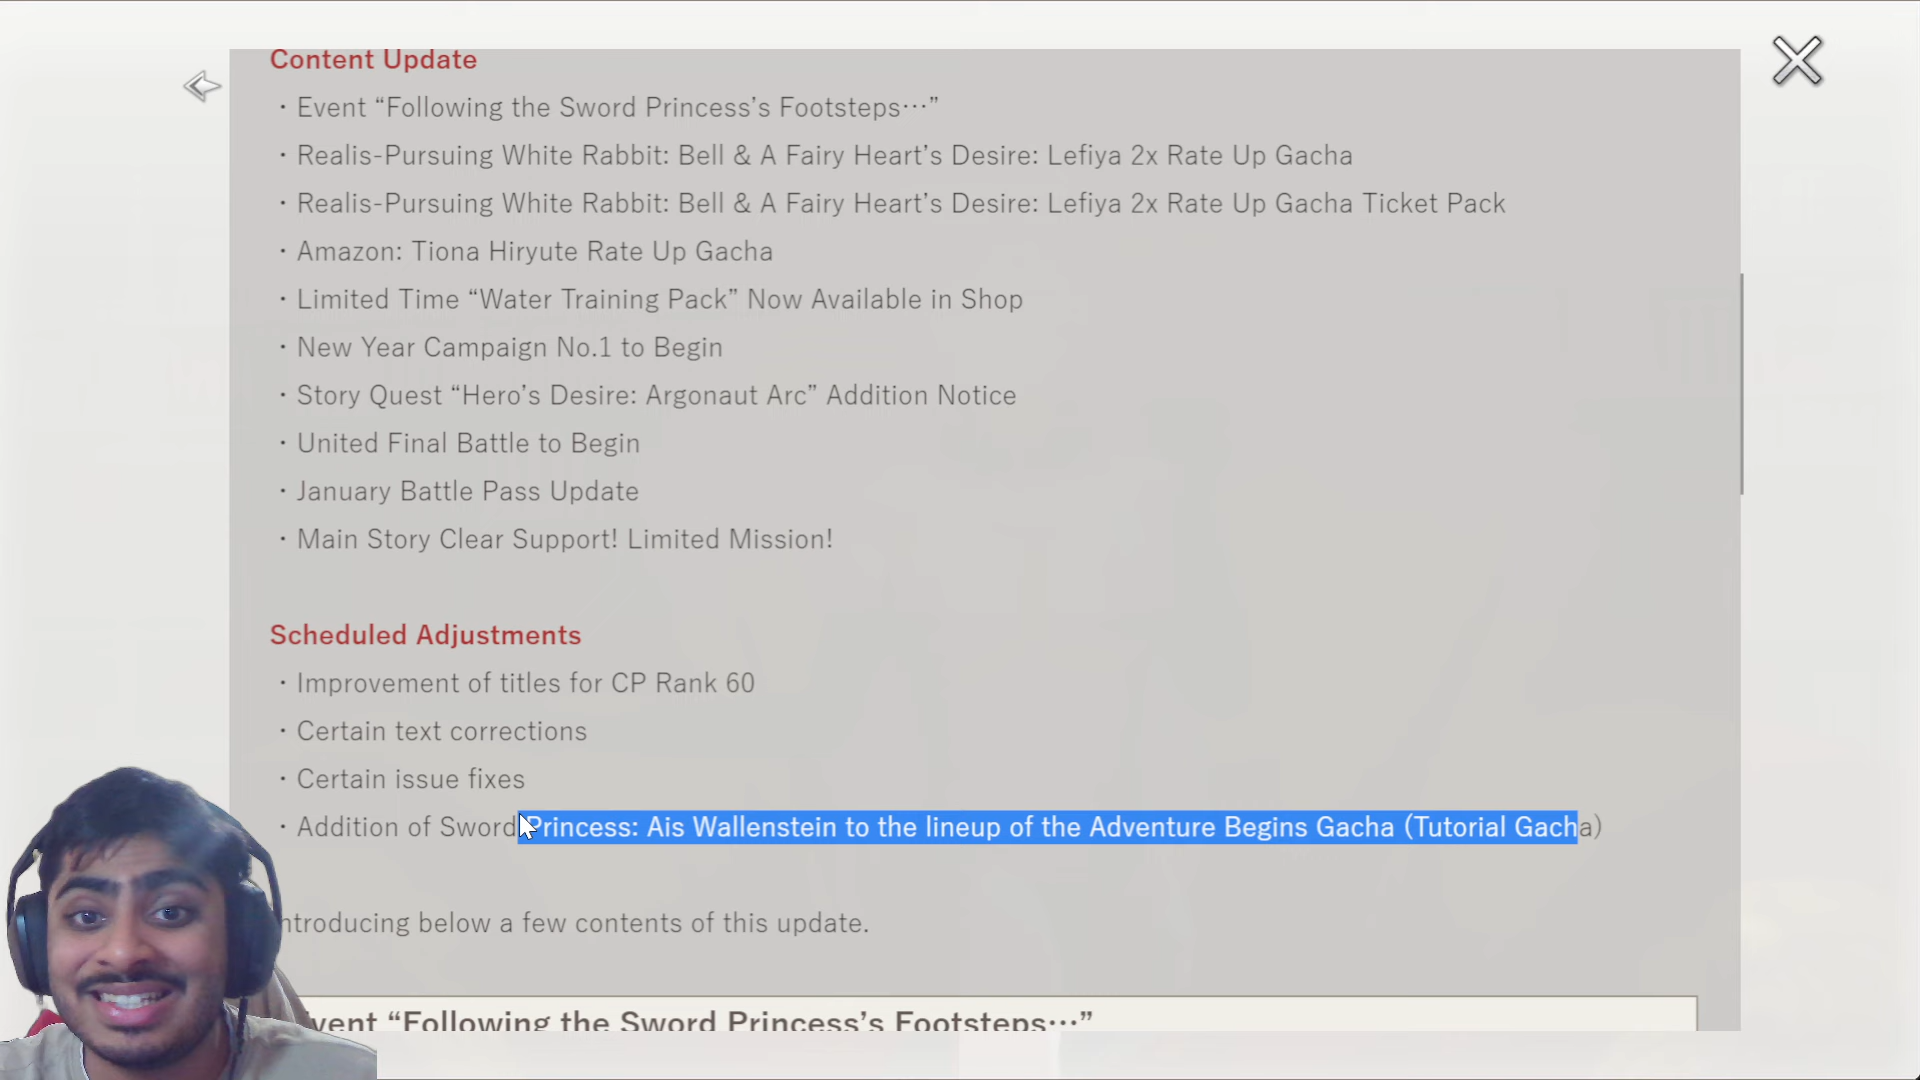 Content Update
・Event “Following the Sword Princess’s Footsteps…”
・Realis-Pursuing White Rabbit: Bell & A Fairy Heart’s Desire: Lefiya 2x Rate Up Gacha
・Realis-Pursuing White Rabbit: Bell & A Fairy Heart’s Desire: Lefiya 2x Rate Up Gacha Ticket Pack
・Amazon: Tiona Hiryute Rate Up Gacha
・Limited Time “Water Training Pack” Now Available in Shop
・New Year Campaign No.1 to Begin
・Story Quest “Hero’s Desire: Argonaut Arc” Addition Notice
・United Final Battle to Begin
・January Battle Pass Update
・Main Story Clear Support! Limited Mission!
Scheduled Adjustments
・Improvement of titles for CP Rank 60
・Certain text corrections
・Certain issue fixes
・Addition of Sword Princess: Ais Wallenstein to the lineup of the Adventure Begins Gacha (Tutorial Gacha)
ntroducing below a few contents of this update.
vent “Following the Sword Princess’s Footsteps…”